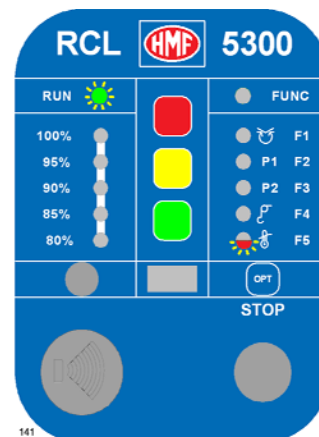 RCL HMF 5300
RUN FUNC
100% F1
95% P1 F2
90% P2 F3
85% F4
80% F5
OPT
STOP
141